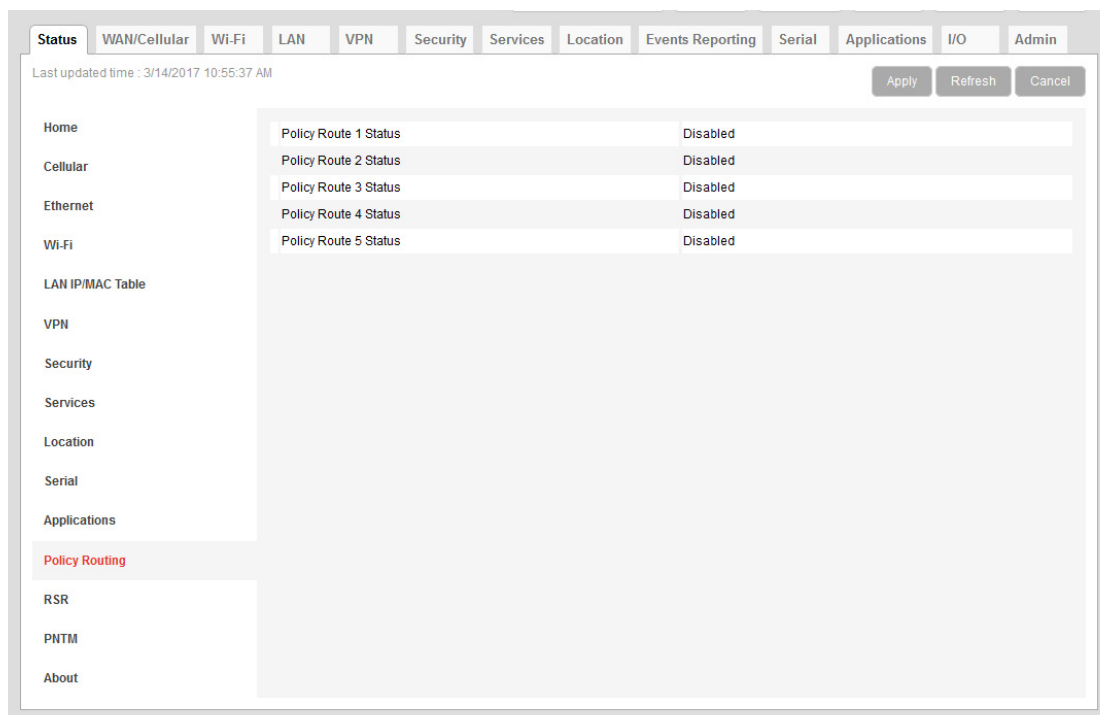 Status WAN/Cellular Wi-Fi LAN VPN Security Services Location Events Reporting Serial Applications I/O Admin
Last updated time : 3/14/2017 10:55:37 AM
Apply Refresh Cancel
Home
Cellular
Ethernet
Wi-Fi
LAN IP/MAC Table
VPN
Security
Services
Location
Serial
Applications
Policy Routing
RSR
PNTM
About
Policy Route 1 Status Disabled
Policy Route 2 Status Disabled
Policy Route 3 Status Disabled
Policy Route 4 Status Disabled
Policy Route 5 Status Disabled